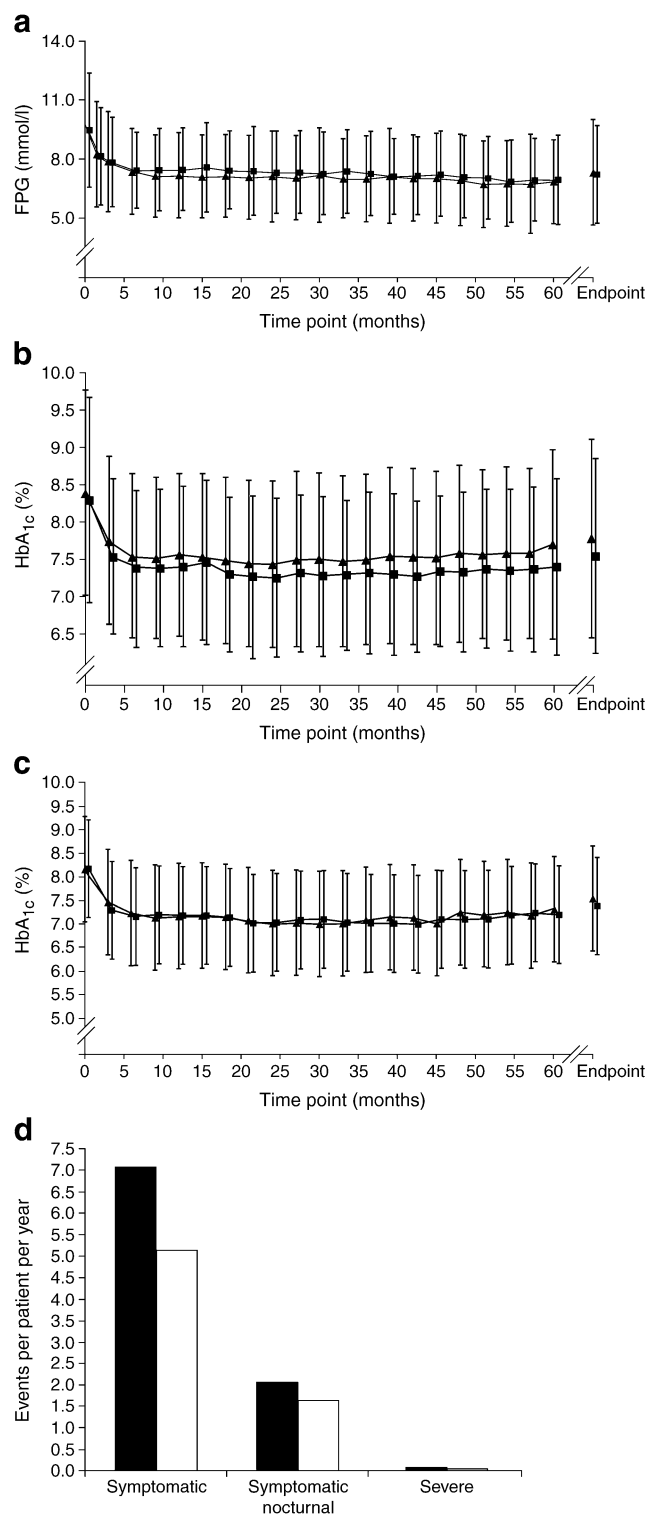 a
14.0
11.0
8.0
5.0
FPG (mmol/l)
0 5 10 15 20 25 30 35 40 45 50 55 60 Endpoint
Time point (months)
b
10.0
9.5
9.0
8.5
8.0
7.5
7.0
6.5
HbA1c (%)
0 5 10 15 20 25 30 35 40 45 50 55 60 Endpoint
Time point (months)
c
10.0
9.5
9.0
8.5
8.0
7.5
7.0
6.5
6.0
5.5
5.0
HbA1c (%)
0 5 10 15 20 25 30 35 40 45 50 55 60 Endpoint
Time point (months)
d
7.5
7.0
6.5
6.0
5.5
5.0
4.5
4.0
3.5
3.0
2.5
2.0
1.5
1.0
0.5
0.0
Events per patient per year
Symptomatic Symptomatic Severe
nocturnal